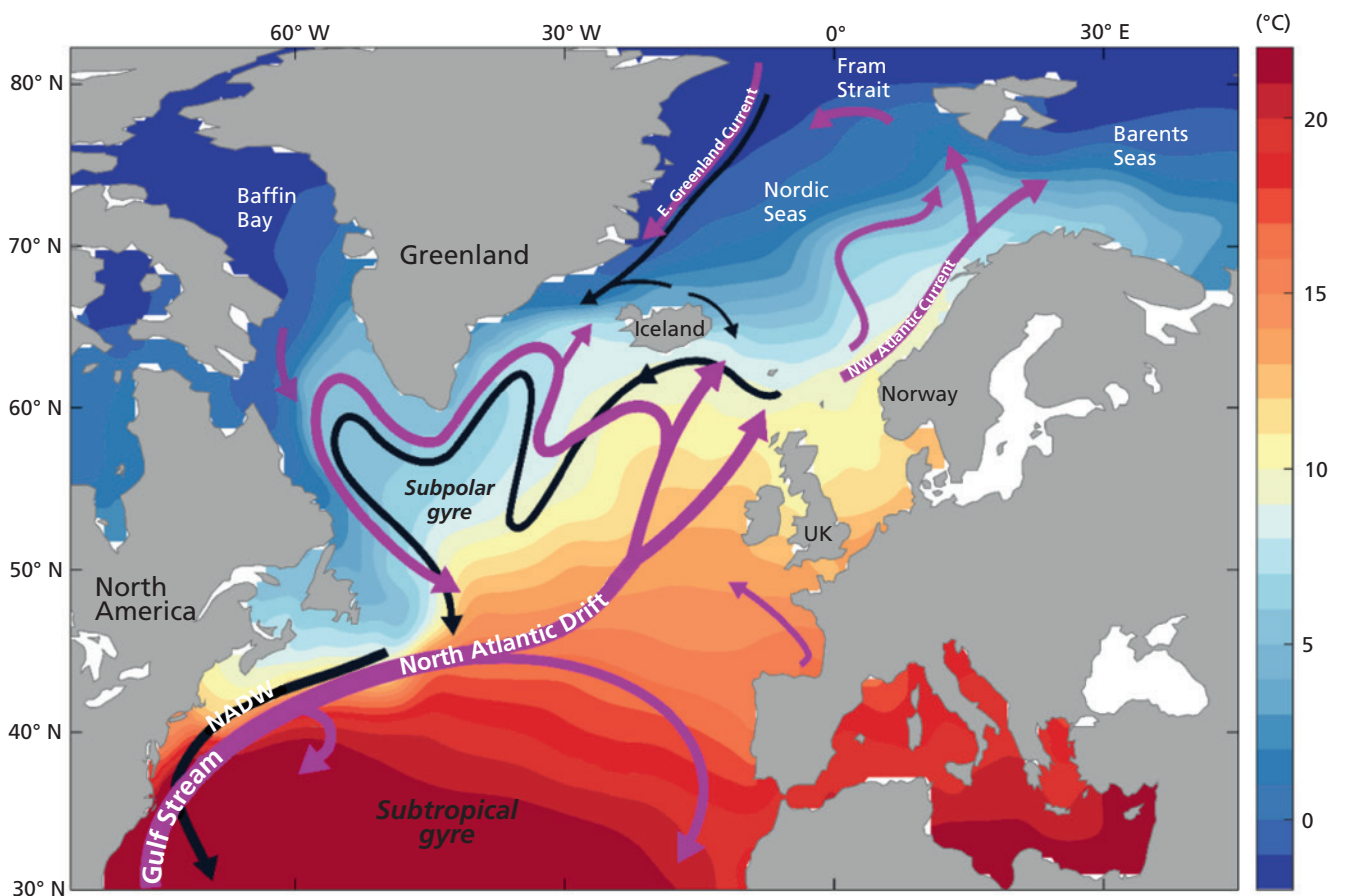 (°C)
60° W
30° W
0°
30° E
80° N
70° N
60° N
50° N
40° N
30° N
20
15
10
5
0
Fram
Strait
Barents
Seas
E. Greenland Current
Nordic
Seas
Baffin
Bay
Greenland
Iceland
NW. Atlantic Current
Norway
Subpolar
gyre
UK
North
America
North Atlantic Drift
NADW
Gulf Stream
Subtropical
gyre